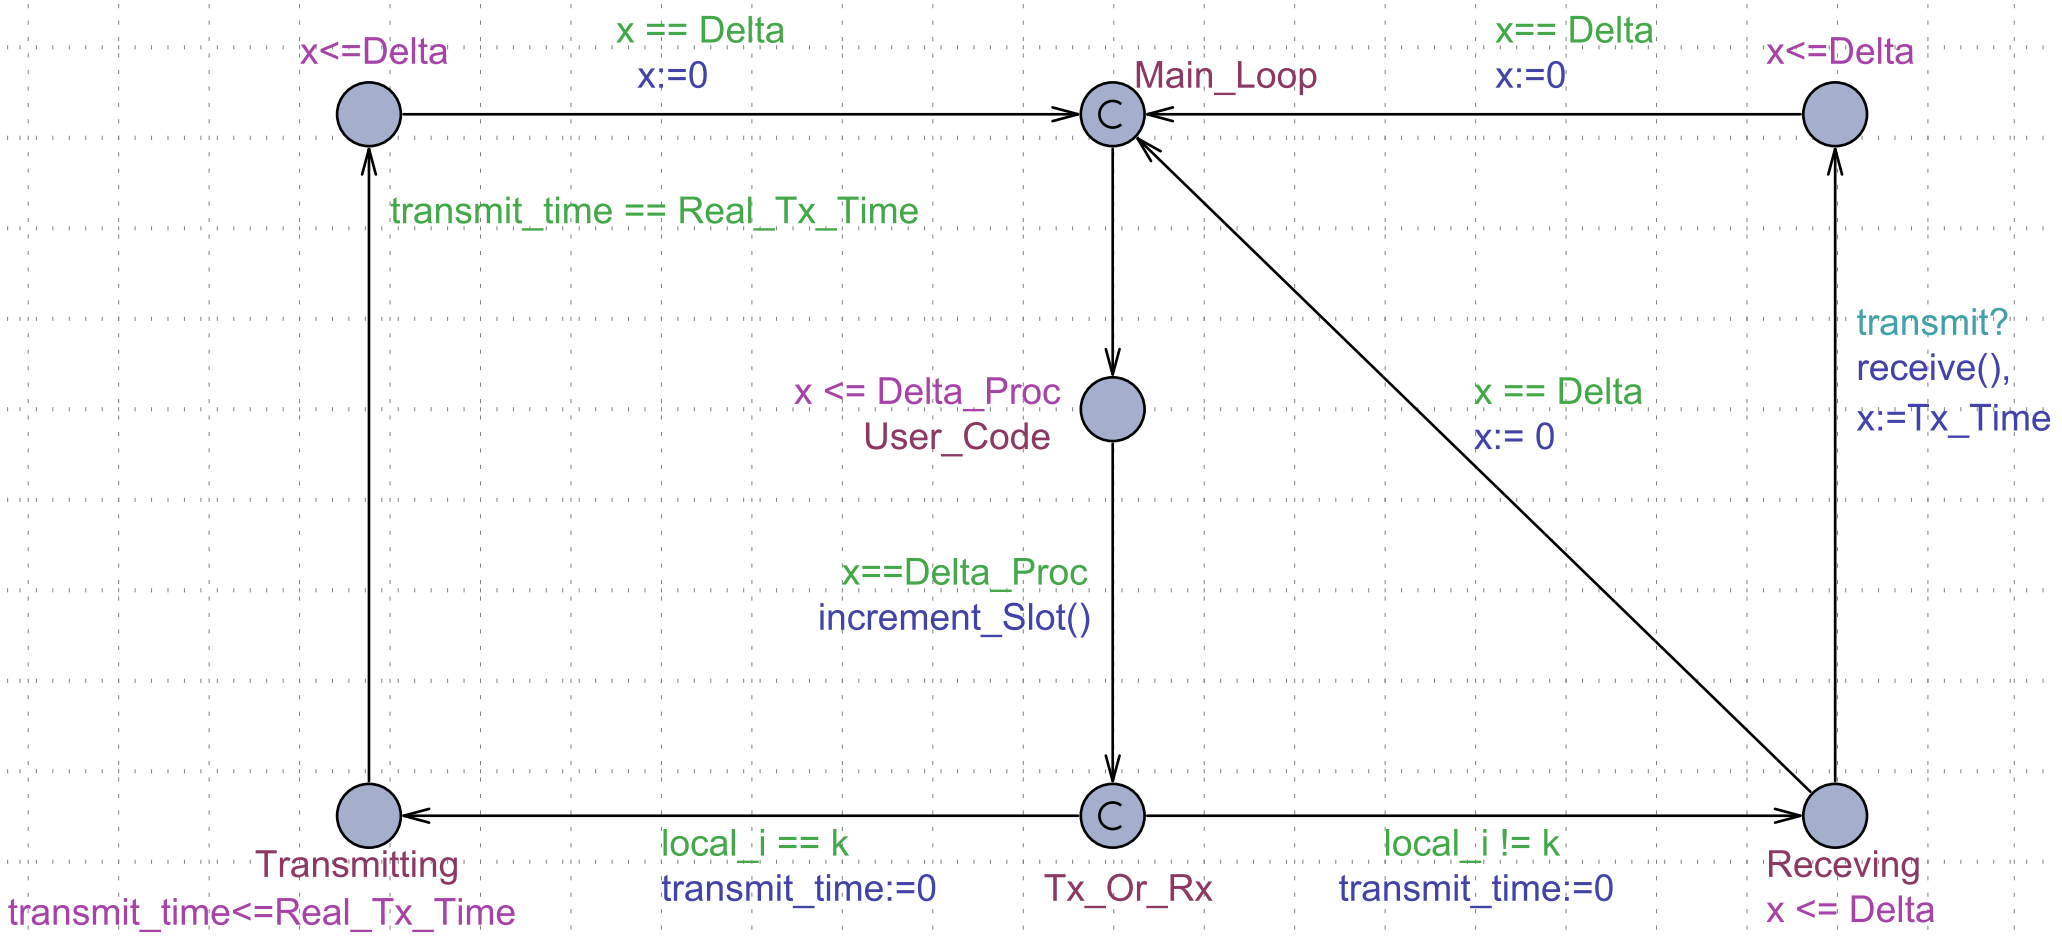 x == Delta
x:=0
x<=Delta
Main_Loop
x== Delta
x:=0
x<=Delta
transmit_time == Real_Tx_Time
transmit?
receive(),
x:=Tx_Time
x <= Delta_Proc
User_Code
x == Delta
x:= 0
x==Delta_Proc
increment_Slot()
Transmitting
transmit_time<=Real_Tx_Time
local_i == k
transmit_time:=0
Tx_Or_Rx
local_i != k
transmit_time:=0
Receving
x <= Delta
C
C